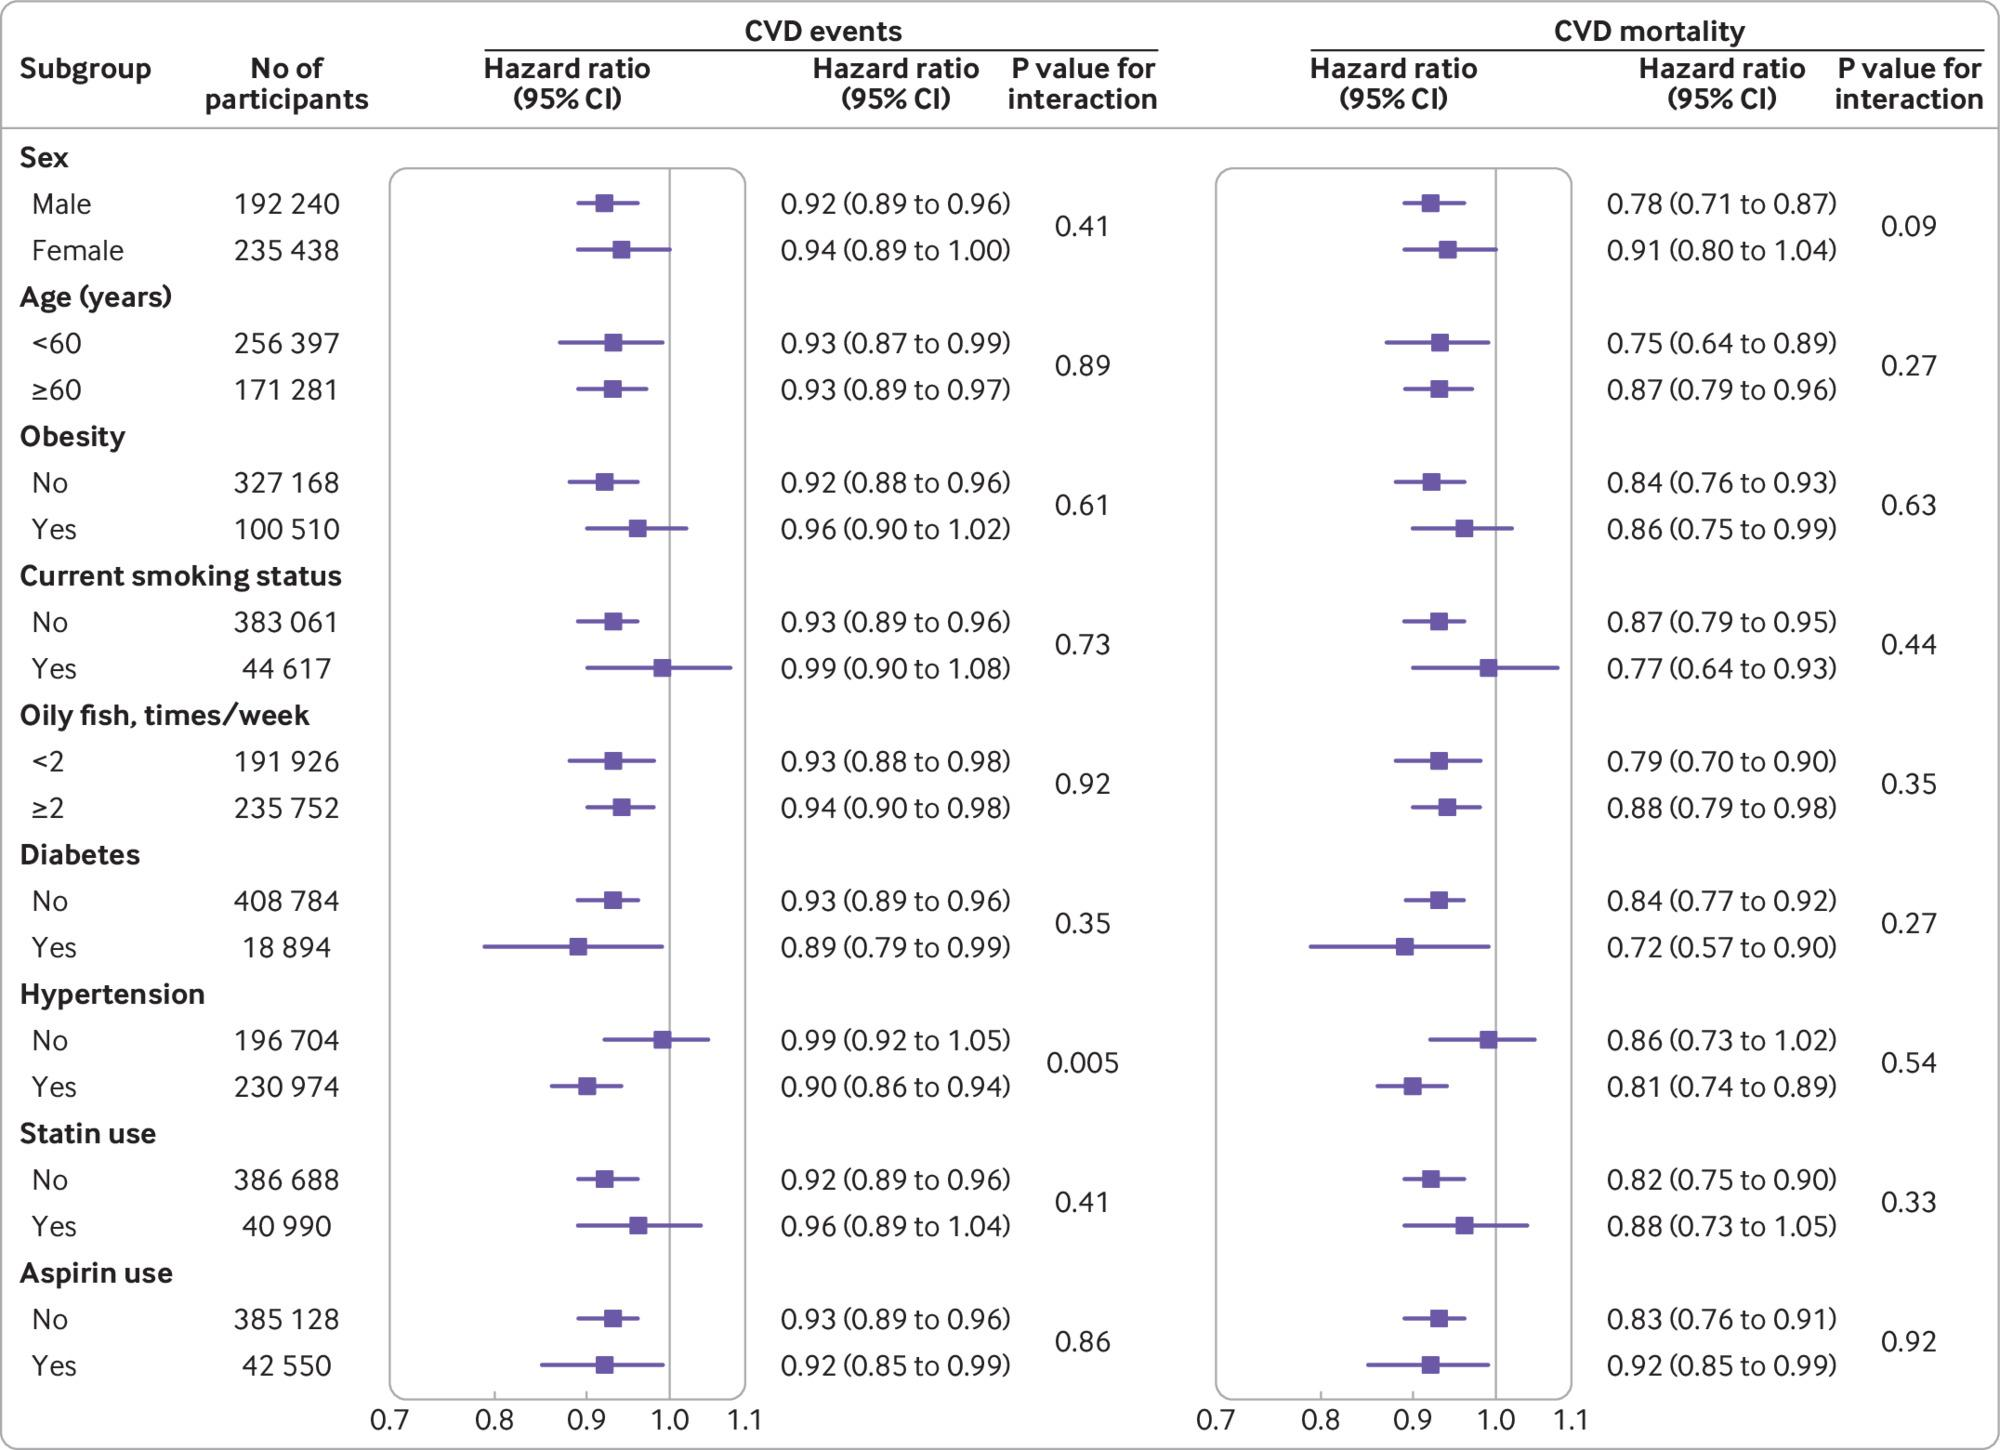 CVD events CVD mortality
Subgroup No of participants Hazard ratio (95% CI) Hazard ratio (95% CI) P value for interaction Hazard ratio (95% CI) Hazard ratio (95% CI) P value for interaction
Sex
Male 192 240 0.92 (0.89 to 0.96) 0.78 (0.71 to 0.87)
0.41 0.09
Female 235 438 0.94 (0.89 to 1.00) 0.91 (0.80 to 1.04)
Age (years)
<60 256 397 0.93 (0.87 to 0.99) 0.75 (0.64 to 0.89)
0.89 0.27
≥60 171 281 0.93 (0.89 to 0.97) 0.87 (0.79 to 0.96)
Obesity
No 327 168 0.92 (0.88 to 0.96) 0.84 (0.76 to 0.93)
0.61 0.63
Yes 100 510 0.96 (0.90 to 1.02) 0.86 (0.75 to 0.99)
Current smoking status
No 383 061 0.93 (0.89 to 0.96) 0.87 (0.79 to 0.95)
0.73 0.44
Yes 44 617 0.99 (0.90 to 1.08) 0.77 (0.64 to 0.93)
Oily fish, times/week
<2 191 926 0.93 (0.88 to 0.98) 0.79 (0.70 to 0.90)
0.92 0.35
≥2 235 752 0.94 (0.90 to 0.98) 0.88 (0.79 to 0.98)
Diabetes
No 408 784 0.93 (0.89 to 0.96) 0.84 (0.77 to 0.92)
0.35 0.27
Yes 18 894 0.89 (0.79 to 0.99) 0.72 (0.57 to 0.90)
Hypertension
No 196 704 0.99 (0.92 to 1.05) 0.86 (0.73 to 1.02)
0.005 0.54
Yes 230 974 0.90 (0.86 to 0.94) 0.81 (0.74 to 0.89)
Statin use
No 386 688 0.92 (0.89 to 0.96) 0.82 (0.75 to 0.90)
0.41 0.33
Yes 40 990 0.96 (0.89 to 1.04) 0.88 (0.73 to 1.05)
Aspirin use
No 385 128 0.93 (0.89 to 0.96) 0.83 (0.76 to 0.91)
0.86 0.92
Yes 42 550 0.92 (0.85 to 0.99) 0.92 (0.85 to 0.99)
0.7 0.8 0.9 1.0 1.1 0.7 0.8 0.9 1.0 1.1